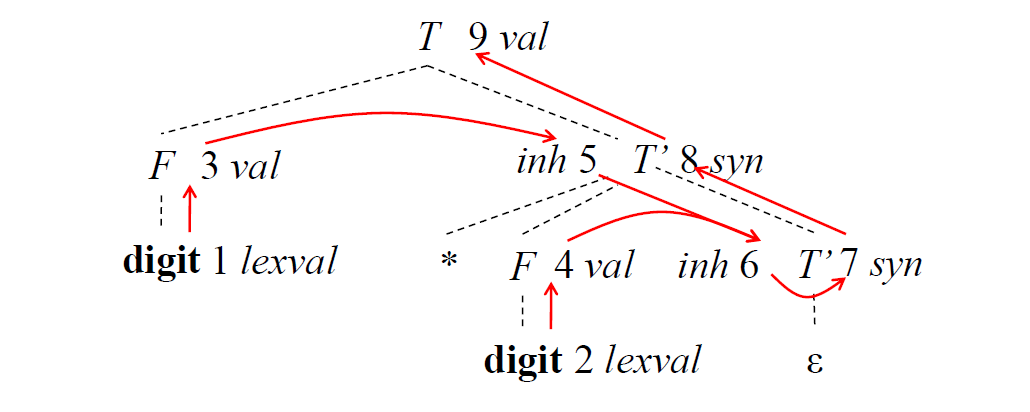 T 9 val
F 3 val inh 5 T’ 8 syn
digit 1 lexval * F 4 val inh 6 T’ 7 syn
digit 2 lexval ε